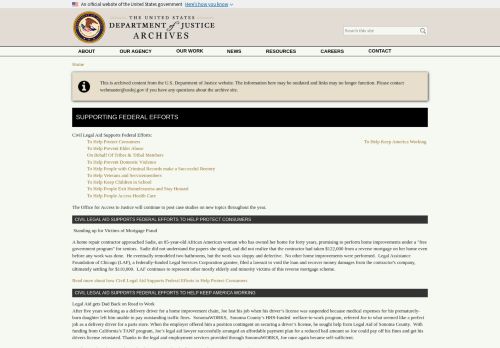 An official website of the United States government Here's how you know
THE UNITED STATES
DEPARTMENT of JUSTICE
ARCHIVES
Search this site
ABOUT OUR AGENCY OUR WORK NEWS RESOURCES CAREERS CONTACT
Home
This is archived content from the U.S. Department of Justice website. The information here may be outdated and links may no longer function. Please contact
webmaster@usdoj.gov if you have any questions about the archive site.
SUPPORTING FEDERAL EFFORTS
Civil Legal Aid Supports Federal Efforts:
To Help Protect Consumers To Help Keep America Working
To Help Prevent Elder Abuse
On Behalf Of Tribes & Tribal Members
To Help Prevent Domestic Violence
To Help People with Criminal Records make a Successful Reentry
To Help Veterans and Servicemembers
To Help Keep Children in School
To Help People Exit Homelessness and Stay Housed
To Help People Access Health Care
The Office for Access to Justice will continue to post case studies on new topics throughout the year.
CIVIL LEGAL AID SUPPORTS FEDERAL EFFORTS TO HELP PROTECT CONSUMERS
Standing up for Victims of Mortgage Fraud
A home repair contractor approached Sadie, an 85-year-old African American woman who has owned her home for forty years, promising to perform home improvements under a "free
government program" for seniors. Sadie did not understand the papers she signed, and did not realize that the contractor had taken $122,000 from a reverse mortgage on her home even
before any work was done. He eventually remodeled two bathrooms, but the work was sloppy and defective. No other home improvements were performed. Legal Assistance
Foundation of Chicago (LAF), a federally-funded Legal Services Corporation grantee, filed a lawsuit to void the loan and recover money damages from the contractor's company,
ultimately settling for $110,000. LAF continues to represent other mostly elderly and minority victims of this reverse mortgage scheme.
Read more about how Civil Legal Aid Supports Federal Efforts to Help Protect Consumers
CIVIL LEGAL AID SUPPORTS FEDERAL EFFORTS TO HELP KEEP AMERICA WORKING
Legal Aid gets Dad Back on Road to Work
After five years working as a delivery driver for a home improvement chain, Joe lost his job when his driver's license was suspended because medical expenses for his prematurely-
born daughter left him unable to pay outstanding traffic fines. SonomaWORKS, Sonoma County's HHS-funded welfare-to-work program, referred Joe to what seemed like a perfect
job as a delivery driver for a parts store. When the employer offered him a position contingent on securing a driver's license, he sought help from Legal Aid of Sonoma County. With
funding from California's TANF program, Joe's legal aid lawyer successfully arranged an affordable payment plan for a reduced bail amount so Joe could pay off his fines and get his
drivers license reinstated. Thanks to the legal and employment services provided through SonomaWORKS, Joe once again became self-sufficient.